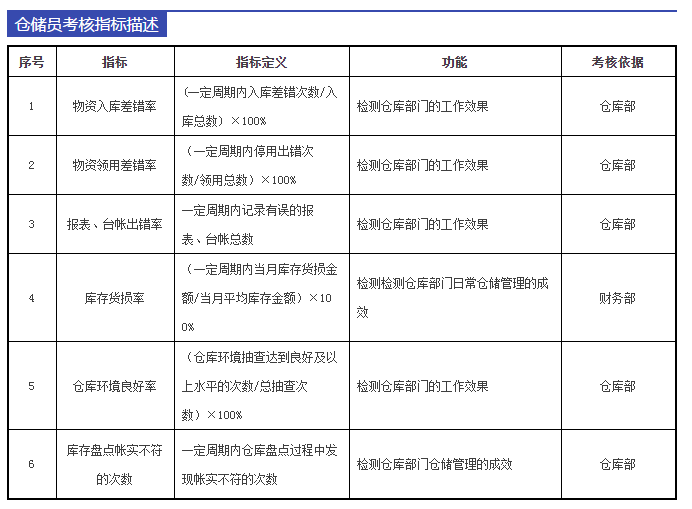 仓储员考核指标描述
序号 指标 指标定义 功能 考核依据
1 物资入库差错率 (一定周期内入库差错次数/入
库总数）×100% 检测仓库部门的工作效果 仓库部
2 物资领用差错率 （一定周期内停用出错次
数/领用总数）×100% 检测仓库部门的工作效果 仓库部
3 报表、台帐出错率 一定周期内记录有误的报
表、台帐总数 检测仓库部门的工作效果 仓库部
4 库存货损率 （一定周期内当月库存货损金
额/当月平均库存金额）×10
0% 检测检测仓库部门日常仓储管理的成
效 财务部
5 仓库环境良好率 （仓库环境抽查达到良好及以
上水平的次数/总抽查次
数）×100% 检测仓库部门的工作效果 仓库部
6 库存盘点帐实不符
的次数 一定周期内仓库盘点过程中发
现帐实不符的次数 检测仓库部门仓储管理的成效 仓库部